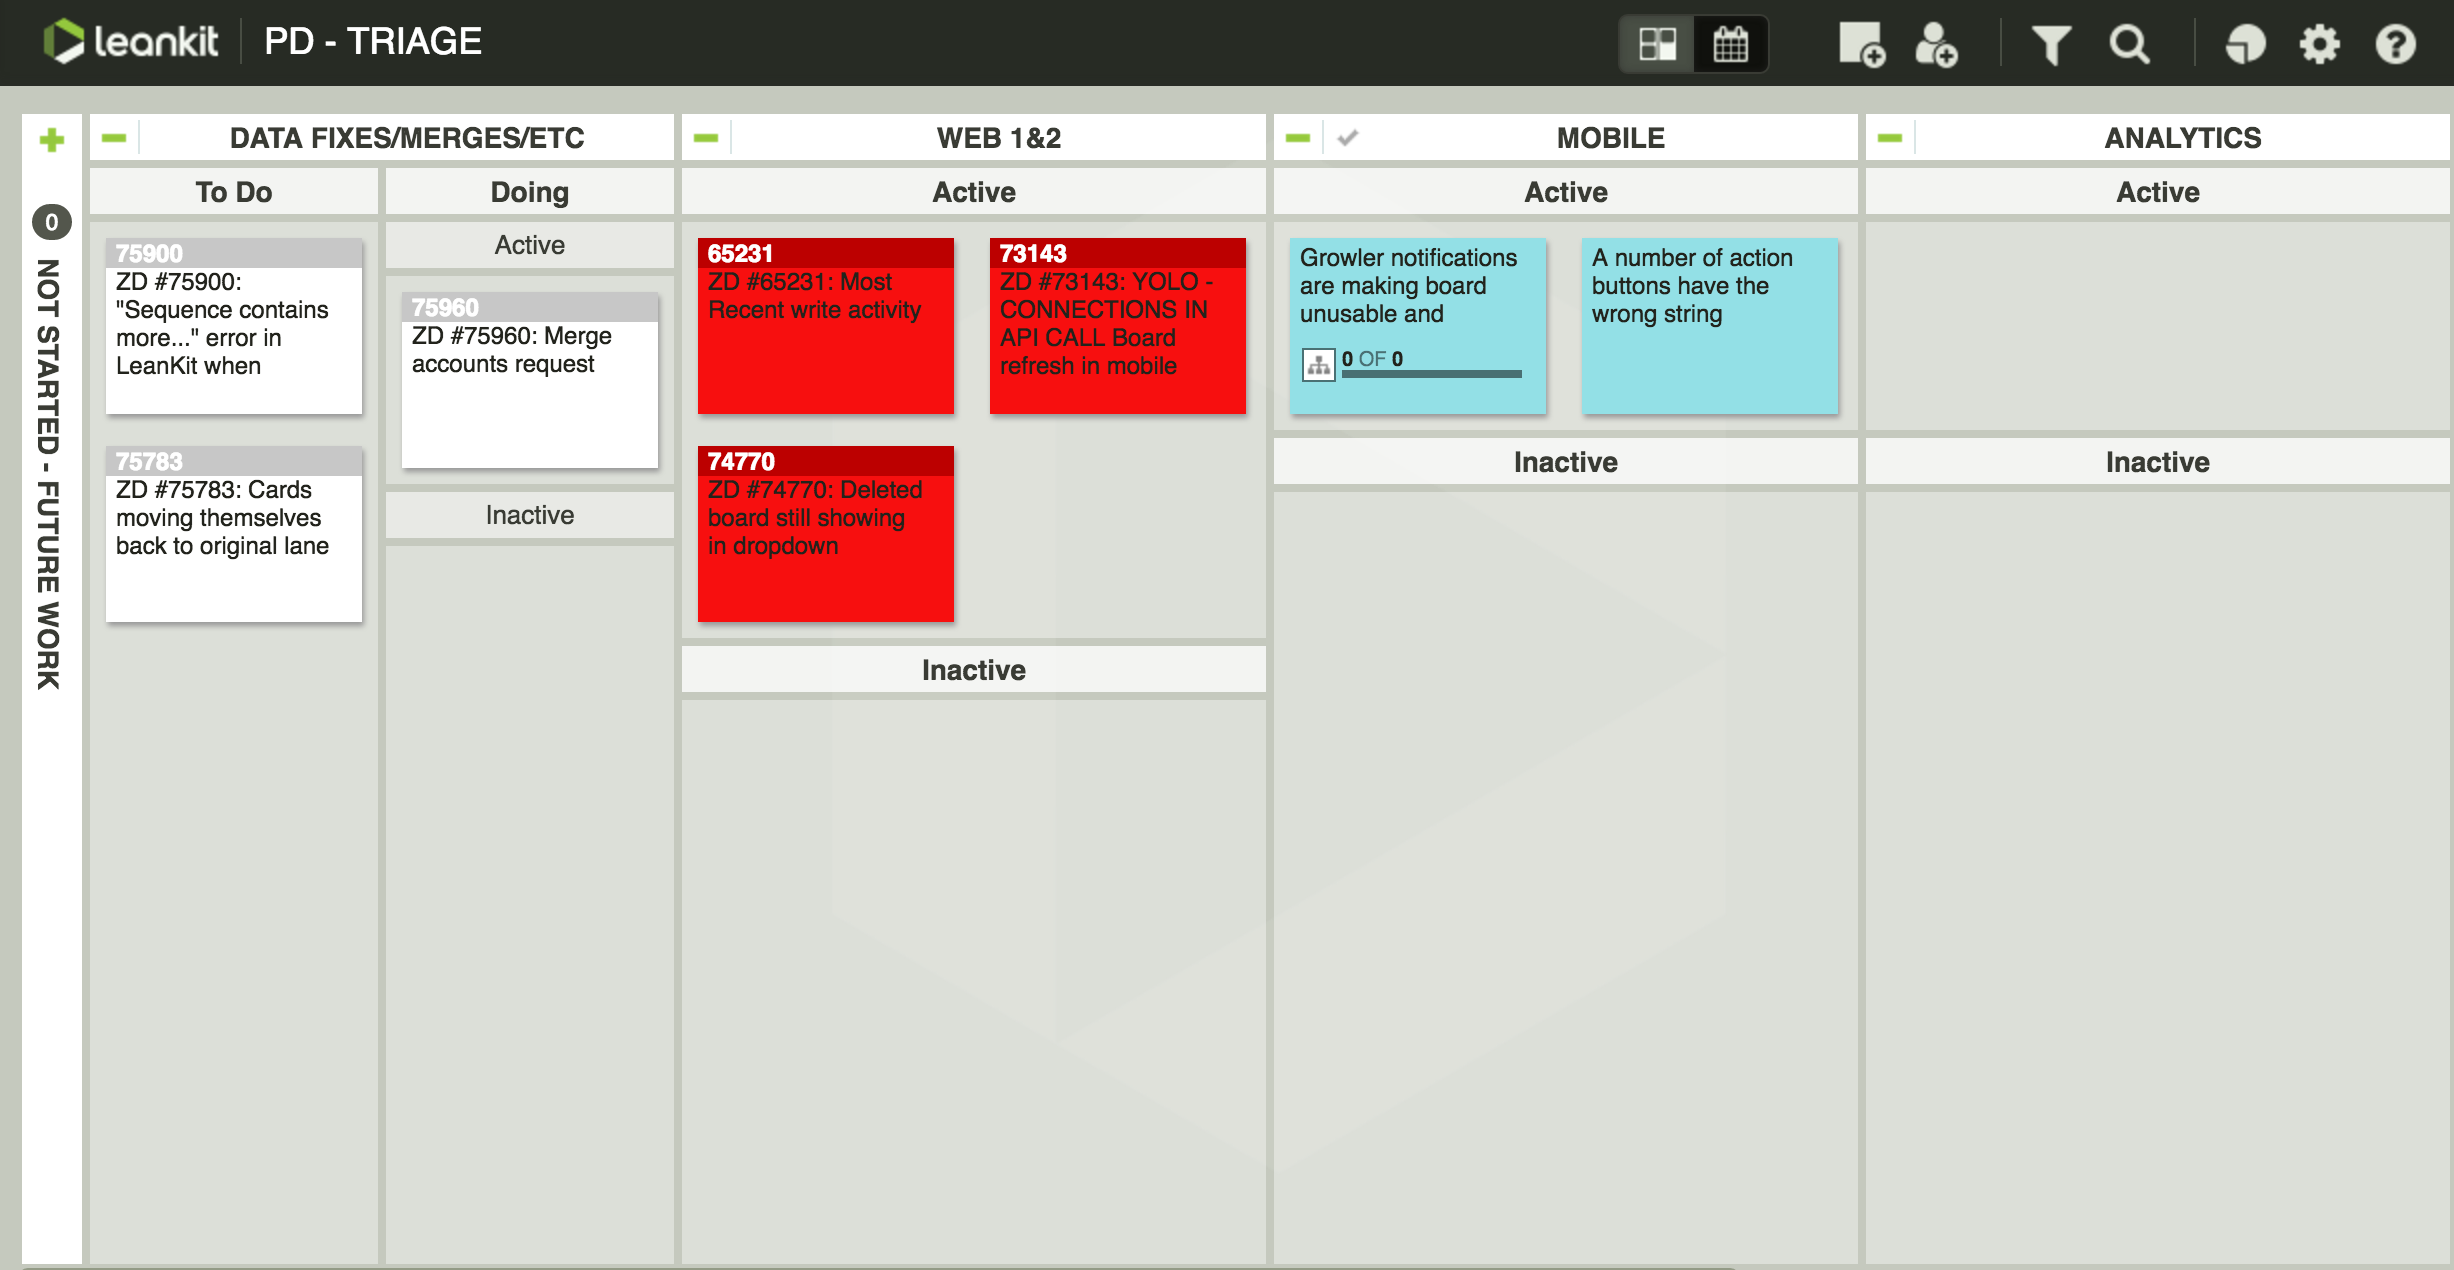 leankit
PD - TRIAGE
0
NOT STARTED - FUTURE WORK
DATA FIXES/MERGES/ETC
To Do
75900
ZD #75900:
"Sequence contains
more..." error in
LeanKit when
75783
ZD #75783: Cards
moving themselves
back to original lane
Doing
Active
75960
ZD #75960: Merge
accounts request
Inactive
WEB 1&2
Active
65231
ZD #65231: Most
Recent write activity
73143
ZD #73143: YOLO -
CONNECTIONS IN
API CALL Board
refresh in mobile
74770
ZD #74770: Deleted
board still showing
in dropdown
Inactive
MOBILE
Active
Growler notifications
are making board
unusable and
0 OF 0
A number of action
buttons have the
wrong string
Inactive
ANALYTICS
Active
Inactive